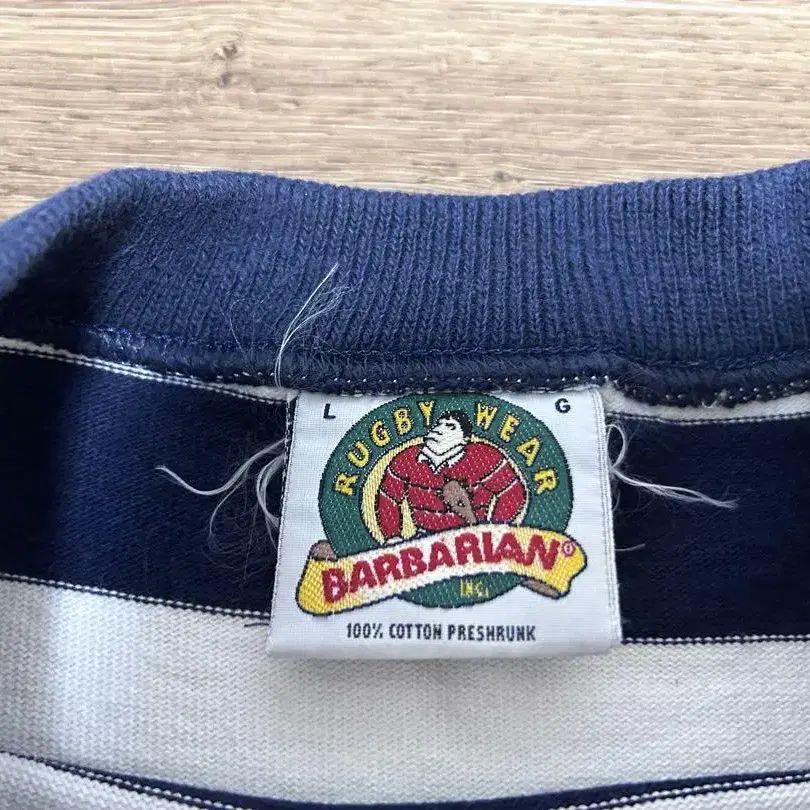 L G
RUGBY WEAR
BARBARIAN®
INC.
100% COTTON PRESHRUNK